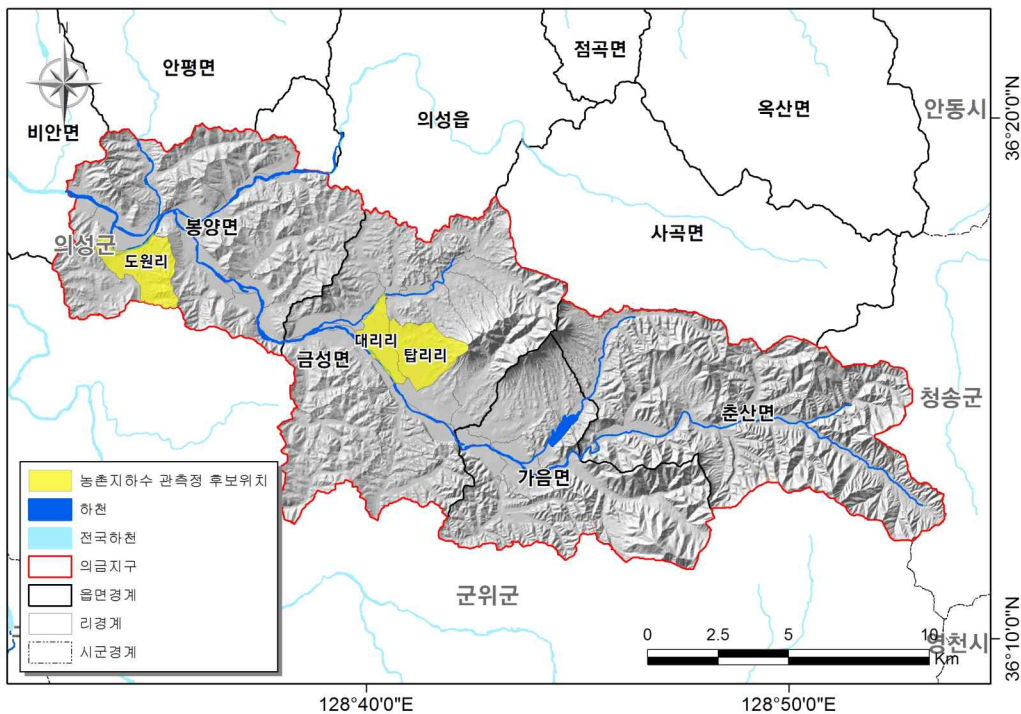 N
안평면
점곡면
옥산면
안동시
비안면
의성읍
사곡면
봉양면
의성군
도원리
대리리
탑리리
금성면
춘산면
청송군
가음면
군위군
영천시
농촌지하수 관측정 후보위치
하천
전국하천
의금지구
읍면경계
리경계
시군경계
0 2.5 5 10
Km
36°20'0"N
36°10'0"N
128°40'0"E
128°50'0"E